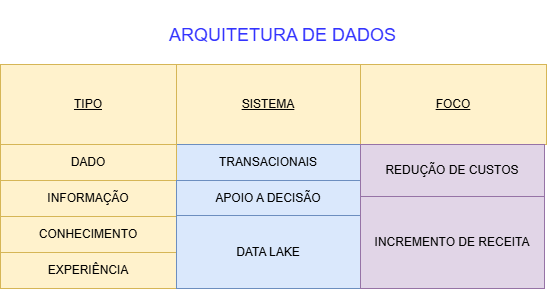 ARQUITETURA DE DADOS
TIPO
SISTEMA
FOCO
DADO
TRANSACIONAIS
REDUÇÃO DE CUSTOS
INFORMAÇÃO
APOIO A DECISÃO
CONHECIMENTO
DATA LAKE
INCREMENTO DE RECEITA
EXPERIÊNCIA